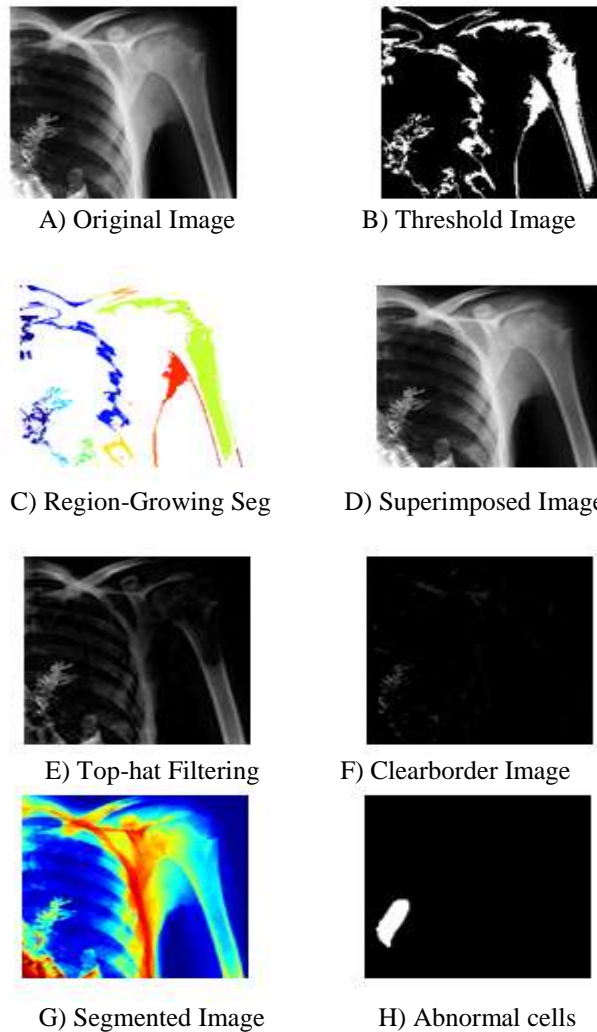 A) Original Image
B) Threshold Image
C) Region-Growing Seg
D) Superimposed Image
E) Top-hat Filtering
F) Clearborder Image
G) Segmented Image
H) Abnormal cells